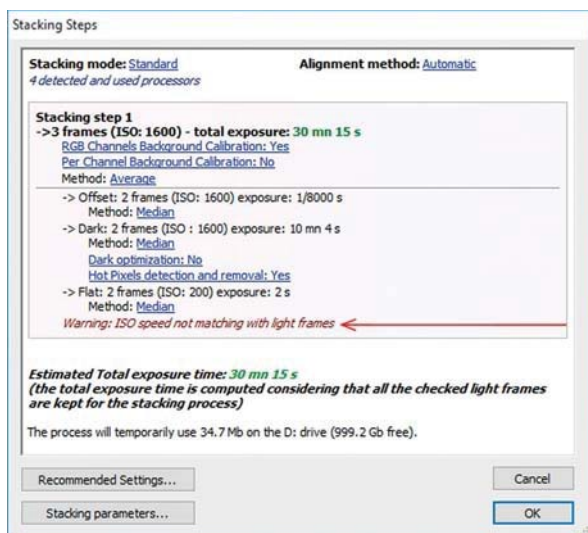 Stacking Steps
Stacking mode: Standard Alignment method: Automatic
4 detected and used processors
Stacking step 1
->3 frames (ISO: 1600) - total exposure: 30 mn 15 s
RGB Channels Background Calibration: Yes
Per Channel Background Calibration: No
Method: Average
-> Offset: 2 frames (ISO: 1600) exposure: 1/8000 s
Method: Median
-> Dark: 2 frames (ISO : 1600) exposure: 10 mn 4 s
Method: Median
Dark optimization: No
Hot Pixels detection and removal: Yes
-> Flat: 2 frames (ISO: 200) exposure: 2 s
Method: Median
Warning: ISO speed not matching with light frames
Estimated Total exposure time: 30 mn 15 s
(the total exposure time is computed considering that all the checked light frames
are kept for the stacking process)
The process will temporarily use 34.7 Mb on the D: drive (999.2 Gb free).
Recommended Settings... Cancel
Stacking parameters... OK